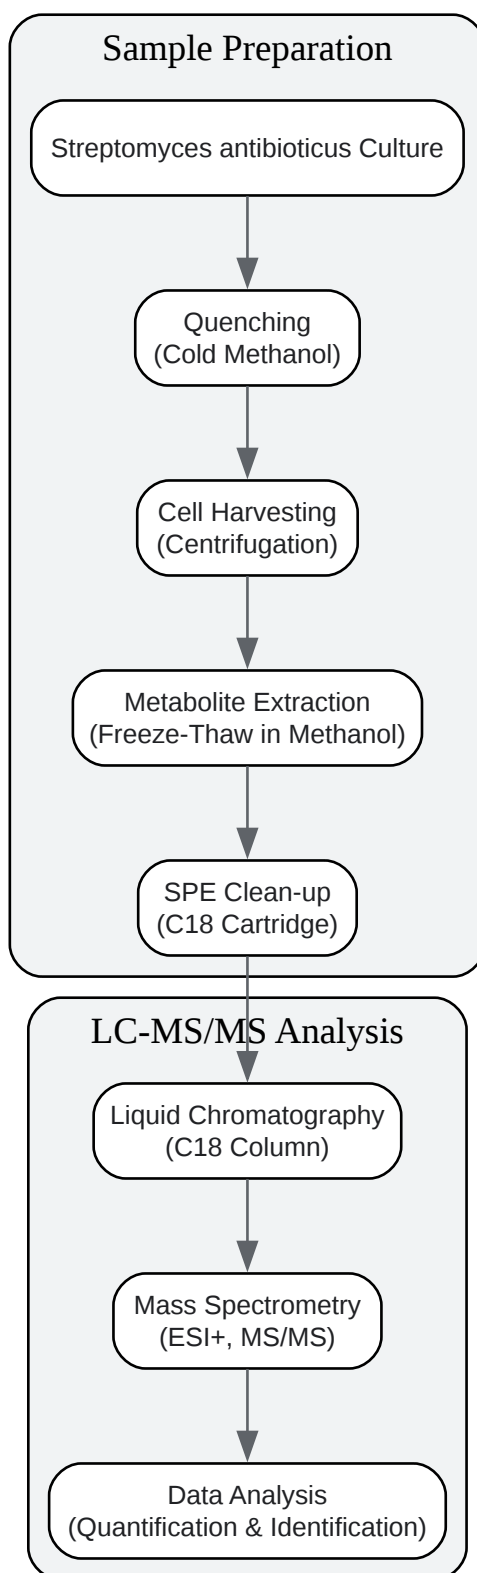 Sample Preparation
Streptomyces antibioticus Culture
Quenching
(Cold Methanol)
Cell Harvesting
(Centrifugation)
Metabolite Extraction
(Freeze-Thaw in Methanol)
SPE Clean-up
(C18 Cartridge)
LC-MS/MS Analysis
Liquid Chromatography
(C18 Column)
Mass Spectrometry
(ESI+, MS/MS)
Data Analysis
(Quantification & Identification)